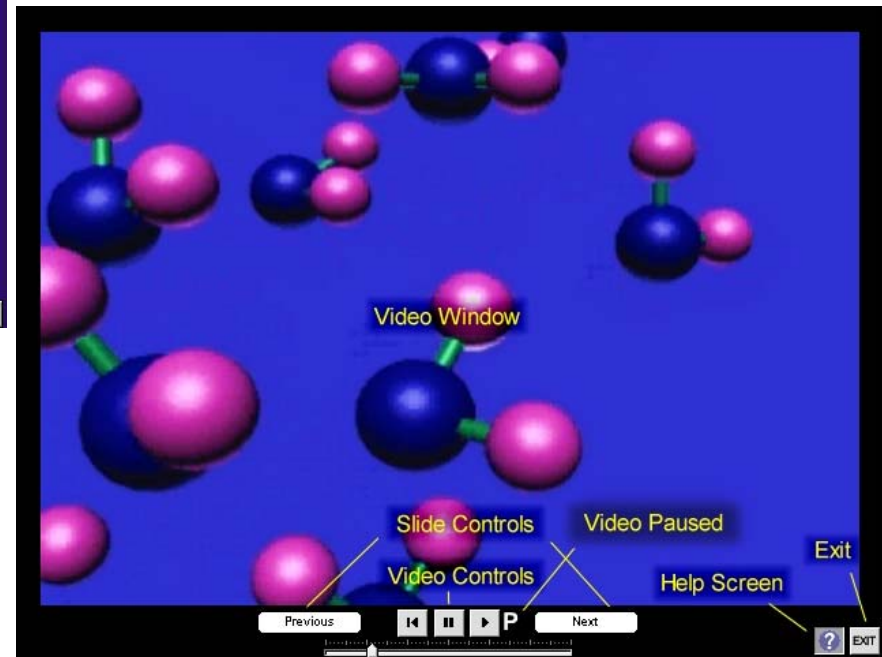 Video Window
Slide Controls
Video Paused
Video Controls
Exit
Help Screen
Previous
P
Next
?
EXIT